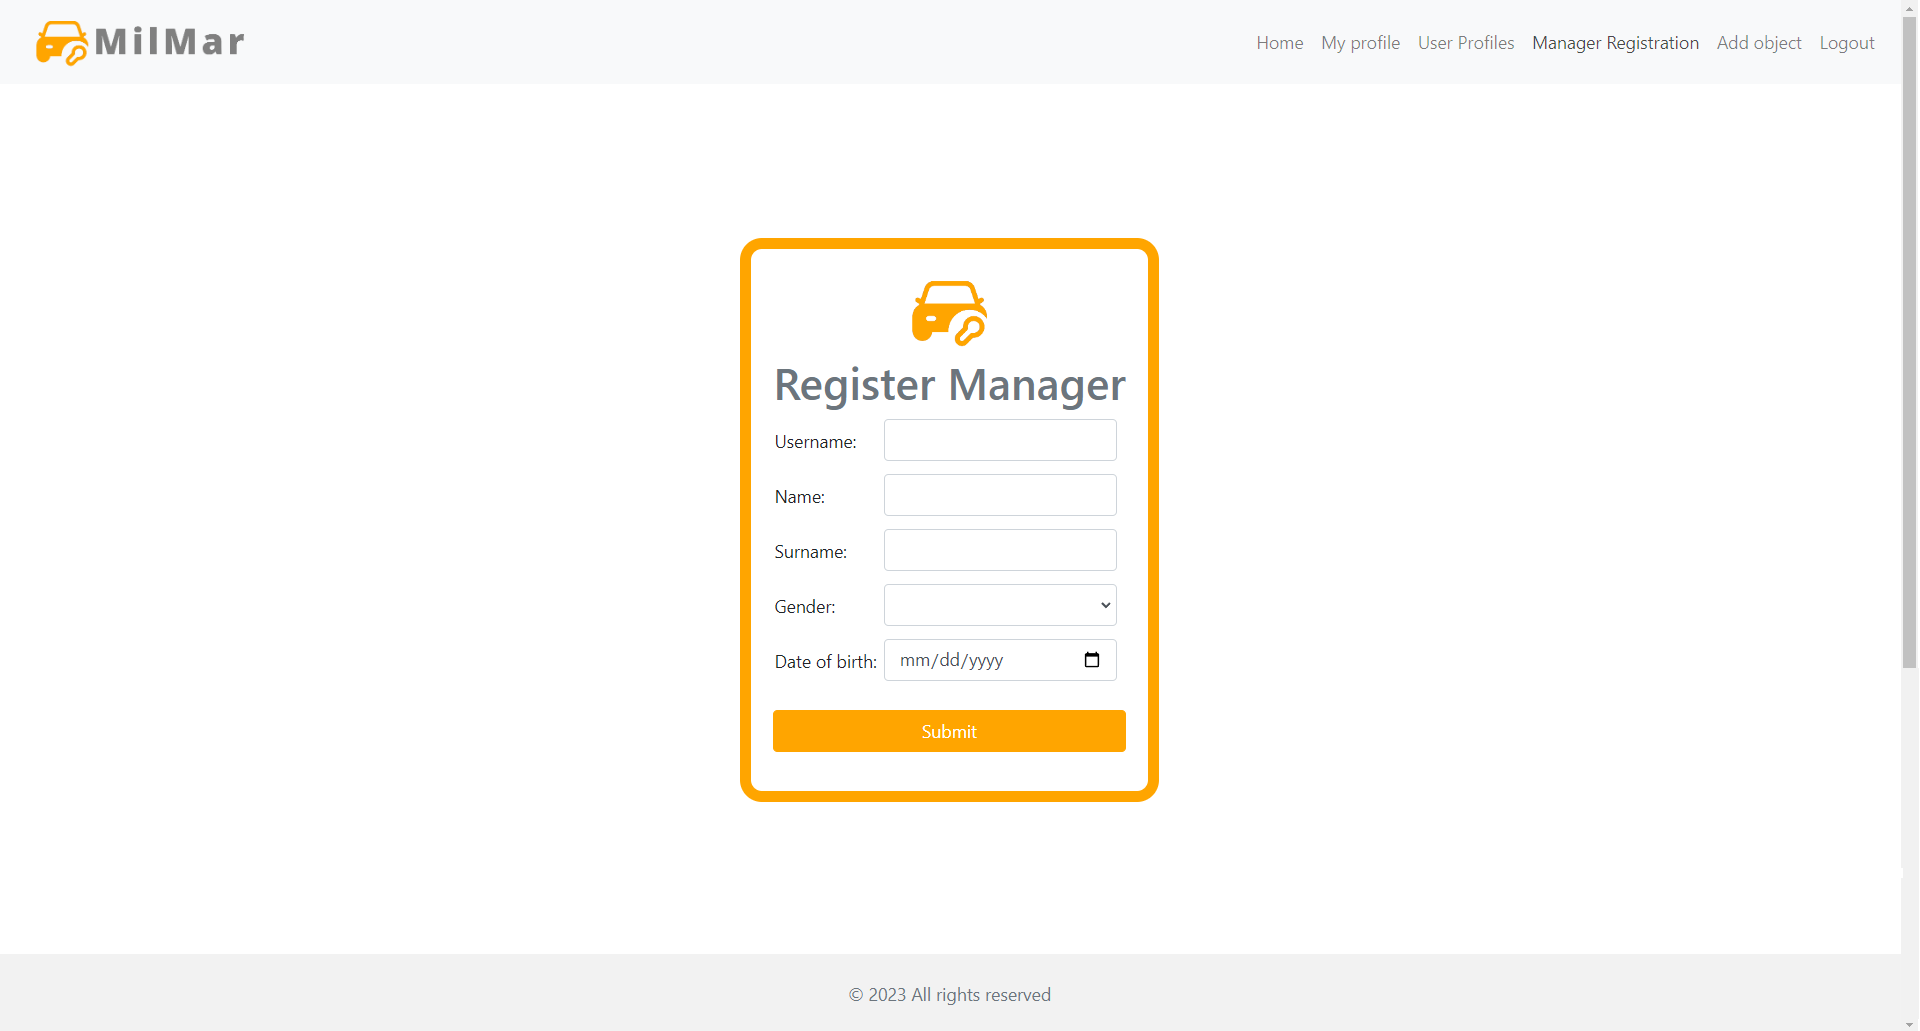 MilMar
Home My profile User Profiles Manager Registration Add object Logout
Register Manager
Username:
Name:
Surname:
Gender:
Date of birth: mm/dd/yyyy
Submit
© 2023 All rights reserved